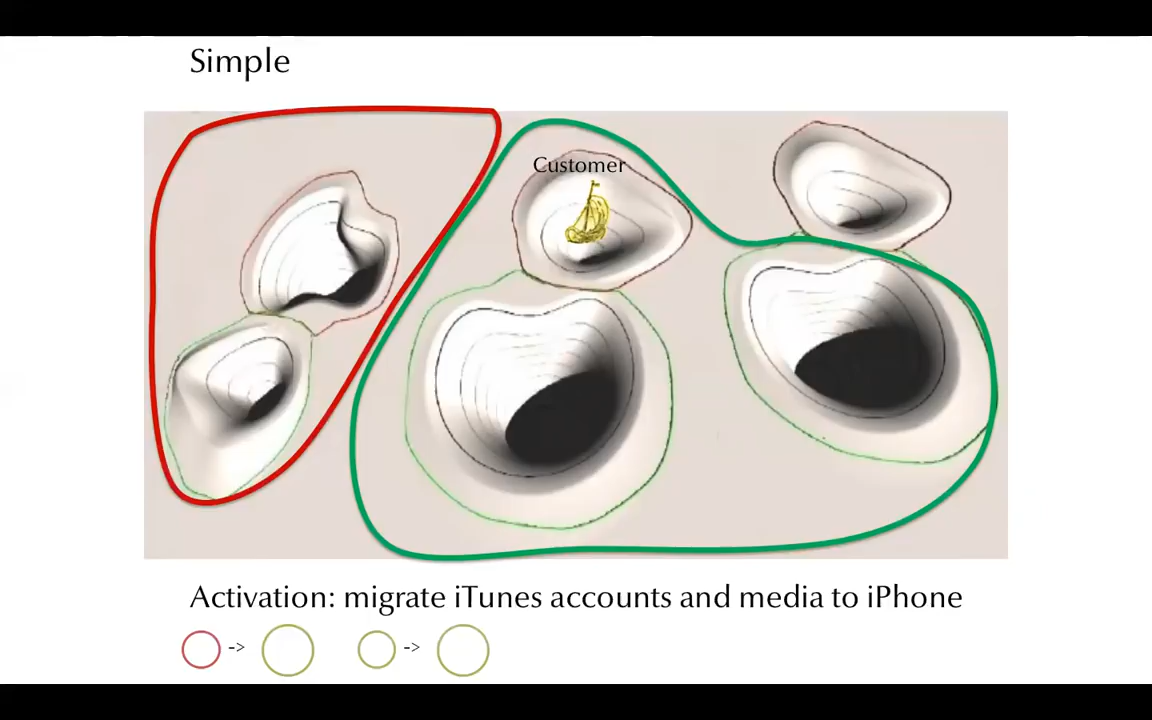 Simple
Customer
Activation: migrate iTunes accounts and media to iPhone
-> ->